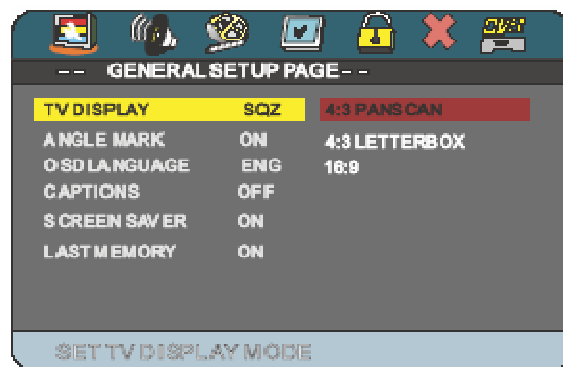 -- GENERAL SETUP PAGE--
TV DISPLAY SQZ 4:3 PANSCAN
ANGLE MARK ON 4:3 LETTERBOX
OSD LANGUAGE ENG 16:9
CAPTIONS OFF
SCREEN SAVER ON
LAST MEMORY ON
SET TV DISPLAY MODE